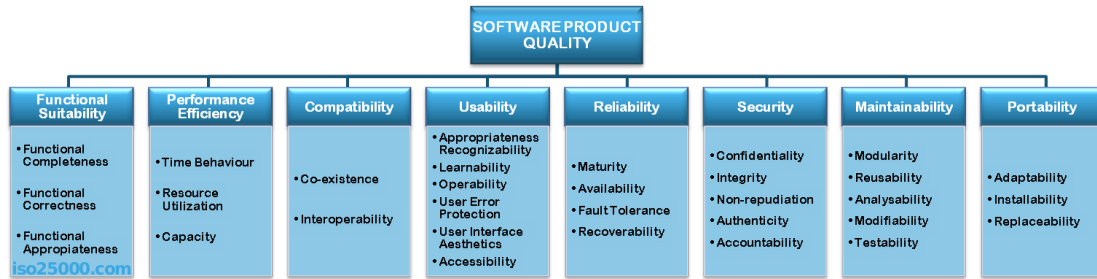 SOFTWARE PRODUCT
QUALITY
Functional
Suitability
• Functional
Completeness
• Functional
Correctness
• Functional
Appropiateness
Performance
Efficiency
• Time Behaviour
• Resource
Utilization
• Capacity
Compatibility
• Co-existence
• Interoperability
Usability
• Appropriateness
Recognizability
• Learnability
• Operability
• User Error
Protection
• User Interface
Aesthetics
• Accessibility
Reliability
• Maturity
• Availability
• Fault Tolerance
• Recoverability
Security
• Confidentiality
• Integrity
• Non-repudiation
• Authenticity
• Accountability
Maintainability
• Modularity
• Reusability
• Analysability
• Modifiability
• Testability
Portability
• Adaptability
• Installability
• Replaceability
iso25000.com